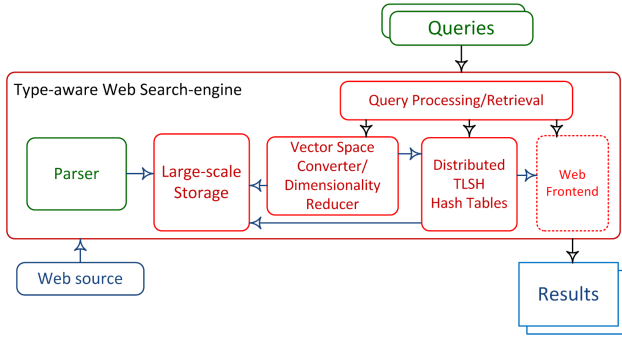 Queries
Type-aware Web Search-engine
Query Processing/Retrieval
Parser
Large-scale
Storage
Vector Space
Converter/
Dimensionality
Reducer
Distributed
TLSH
Hash Tables
Web
Frontend
Web source
Results